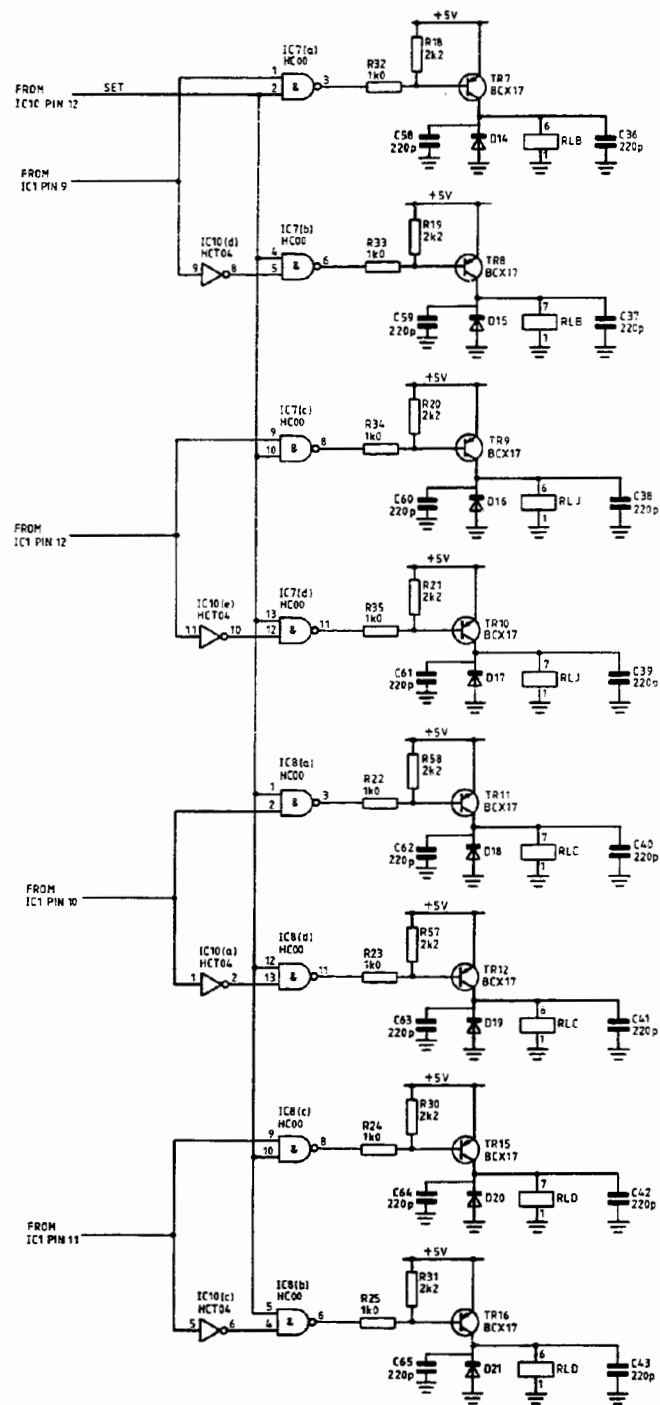 +5V
R18
2k2
IC7(a)
HC00
R32
1k0
TR7
BCX17
FROM
IC10 PIN 12
SET
1
2
&
3
C58
220p
D14
6
RLB
C36
220p
FROM
IC1 PIN 9
+5V
R19
2k2
IC10(d)
HCT04
IC7(b)
HC00
R33
1k0
TR8
BCX17
9
8
4
5
&
6
C59
220p
D15
7
1
RLB
C37
220p
+5V
R20
2k2
IC7(c)
HC00
R34
1k0
TR9
BCX17
9
10
&
8
C60
220p
D16
6
1
RLJ
C38
220p
FROM
IC1 PIN 12
+5V
R21
2k2
IC10(e)
HCT04
IC7(d)
HC00
R35
1k0
TR10
BCX17
11
10
13
12
&
11
C61
220p
D17
7
1
RLJ
C39
220p
+5V
R58
2k2
IC8(a)
HC00
R22
1k0
TR11
BCX17
1
2
&
3
C62
220p
D18
7
1
RLC
C40
220p
FROM
IC1 PIN 10
+5V
R57
2k2
IC10(a)
HCT04
IC8(d)
HC00
R23
1k0
TR12
BCX17
1
2
12
13
&
11
C63
220p
D19
6
1
RLC
C41
220p
+5V
R30
2k2
IC8(c)
HC00
R24
1k0
TR15
BCX17
9
10
&
8
C64
220p
D20
7
1
RLD
C42
220p
FROM
IC1 PIN 11
+5V
R31
2k2
IC10(c)
HCT04
IC8(b)
HC00
R25
1k0
TR16
BCX17
5
6
5
4
&
6
C65
220p
D21
6
1
RLD
C43
220p